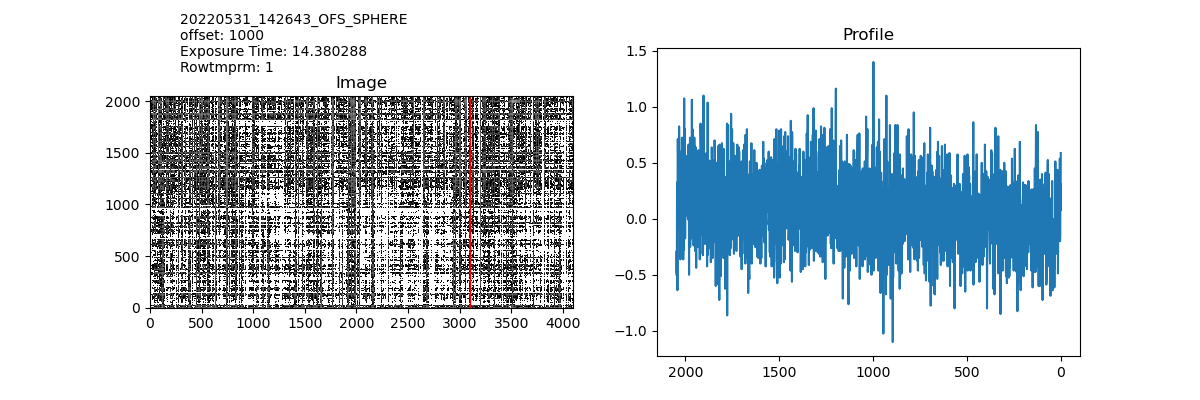 20220531_142643_OFS_SPHERE
offset: 1000
Exposure Time: 14.380288
Rowtmprm: 1
Image
2000
1500
1000
500
0
0 500 1000 1500 2000 2500 3000 3500 4000
Profile
1.5
1.0
0.5
0.0
−0.5
−1.0
2000 1500 1000 500 0